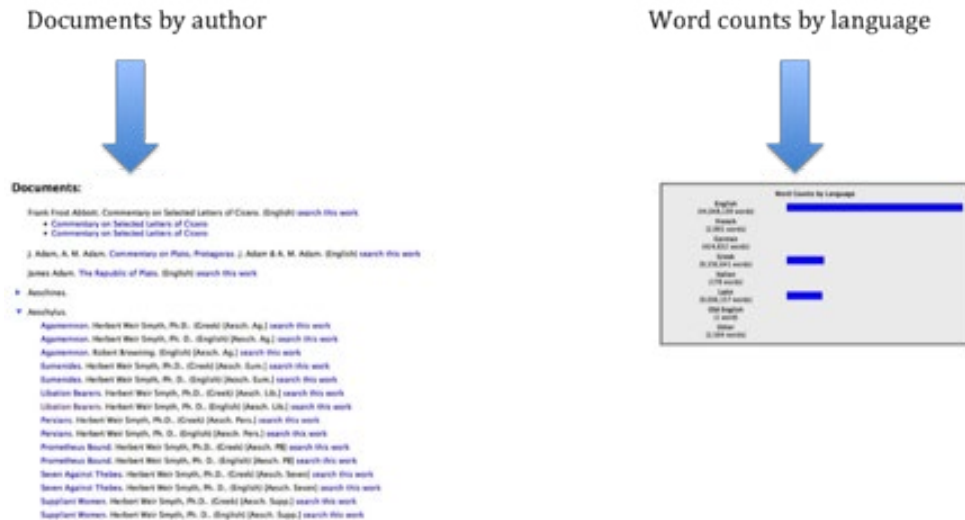 Documents by author
Word counts by language
Documents:
Frank Frost Abbott. Commentary on Selected Letters of Cicero. (English) search this work
• Commentary on Selected Letters of Cicero
• Commentary on Selected Letters of Cicero
J. Adam, A. M. Adam. Commentary on Plato, Protagoras. J. Adam & A. M. Adam. (English) search this work
James Adam. The Republic of Plato. (English) search this work
Aeschines.
Aeschylus.
Agamemnon. Herbert Weir Smyth, Ph.D.. (Greek) [Aesch. Ag.] search this work
Agamemnon. Herbert Weir Smyth, Ph. D.. (English) [Aesch. Ag.] search this work
Agamemnon. Robert Browning. (English) [Aesch. Ag.] search this work
Eumenides. Herbert Weir Smyth, Ph.D.. (Greek) [Aesch. Eum.] search this work
Eumenides. Herbert Weir Smyth, Ph. D.. (English) [Aesch. Eum.] search this work
Libation Bearers. Herbert Weir Smyth, Ph.D.. (Greek) [Aesch. Lib.] search this work
Libation Bearers. Herbert Weir Smyth, Ph. D.. (English) [Aesch. Lib.] search this work
Persians. Herbert Weir Smyth, Ph.D.. (Greek) [Aesch. Pers.] search this work
Persians. Herbert Weir Smyth, Ph. D.. (English) [Aesch. Pers.] search this work
Prometheus Bound. Herbert Weir Smyth, Ph.D.. (Greek) [Aesch. PB] search this work
Prometheus Bound. Herbert Weir Smyth, Ph. D.. (English) [Aesch. PB] search this work
Seven Against Thebes. Herbert Weir Smyth, Ph.D.. (Greek) [Aesch. Seven] search this work
Seven Against Thebes. Herbert Weir Smyth, Ph. D.. (English) [Aesch. Seven] search this work
Suppliant Women. Herbert Weir Smyth, Ph.D.. (Greek) [Aesch. Supp.] search this work
Suppliant Women. Herbert Weir Smyth, Ph. D.. (English) [Aesch. Supp.] search this work
Word Counts by Language
English
French
German
Greek
Italian
Latin
Old English
(1 word)
Other